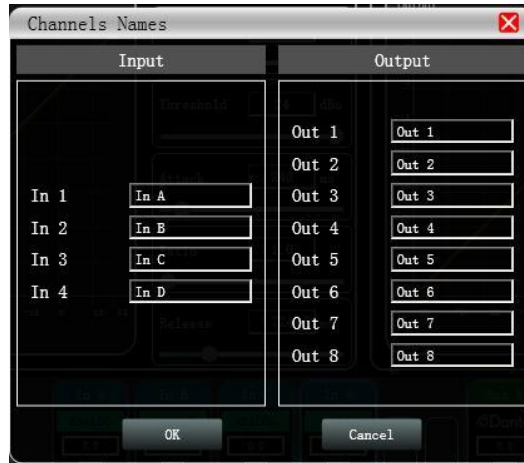 Channels Names
Input
Output
In 1 In A
In 2 In B
In 3 In C
In 4 In D
Out 1 Out 1
Out 2 Out 2
Out 3 Out 3
Out 4 Out 4
Out 5 Out 5
Out 6 Out 6
Out 7 Out 7
Out 8 Out 8
Threshold
Release
OK
Cancel